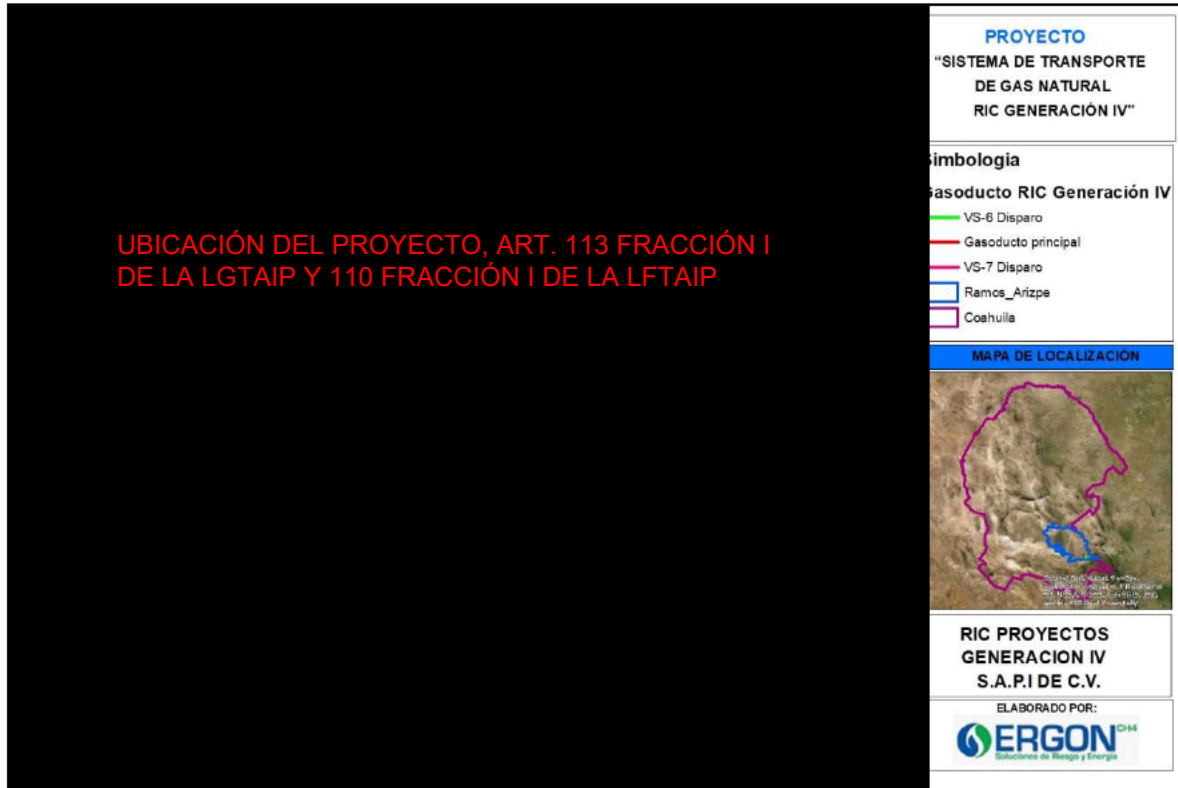 UBICACIÓN DEL PROYECTO, ART. 113 FRACCIÓN I
DE LA LGTAIP Y 110 FRACCIÓN I DE LA LFTAIP
PROYECTO
“SISTEMA DE TRANSPORTE
DE GAS NATURAL
RIC GENERACIÓN IV”
imbologia
asoducto RIC Generación IV
VS-6 Disparo
Gasoducto principal
VS-7 Disparo
Ramos_Arizpe
Coahuila
MAPA DE LOCALIZACIÓN
RIC PROYECTOS
GENERACION IV
S.A.P.I DE C.V.
ELABORADO POR:
ERGON CH4
Soluciones de Riesgo y Energía